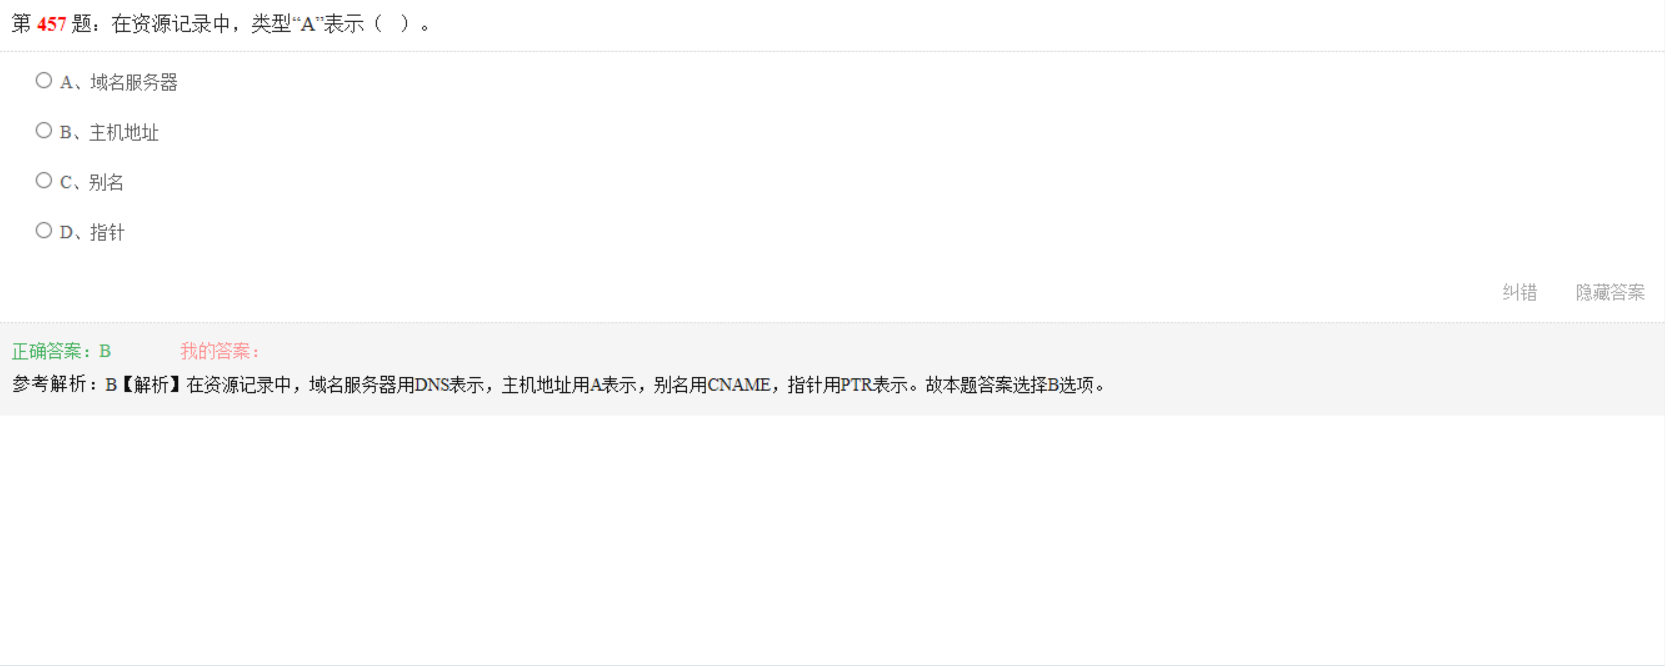 第 457 题：在资源记录中，类型“A”表示（　）。
A、域名服务器
B、主机地址
C、别名
D、指针
纠错 隐藏答案
正确答案：B 我的答案：
参考解析：B【解析】在资源记录中，域名服务器用DNS表示，主机地址用A表示，别名用CNAME，指针用PTR表示。故本题答案选择B选项。